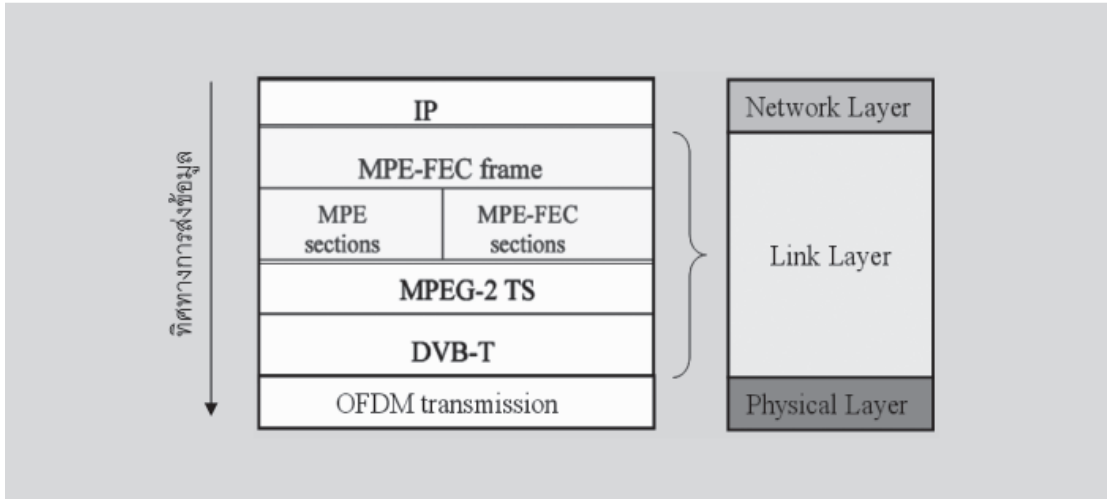 ทิศทางการส่งข้อมูล
IP
MPE-FEC frame
MPE
sections
MPE-FEC
sections
MPEG-2 TS
DVB-T
OFDM transmission
Network Layer
Link Layer
Physical Layer